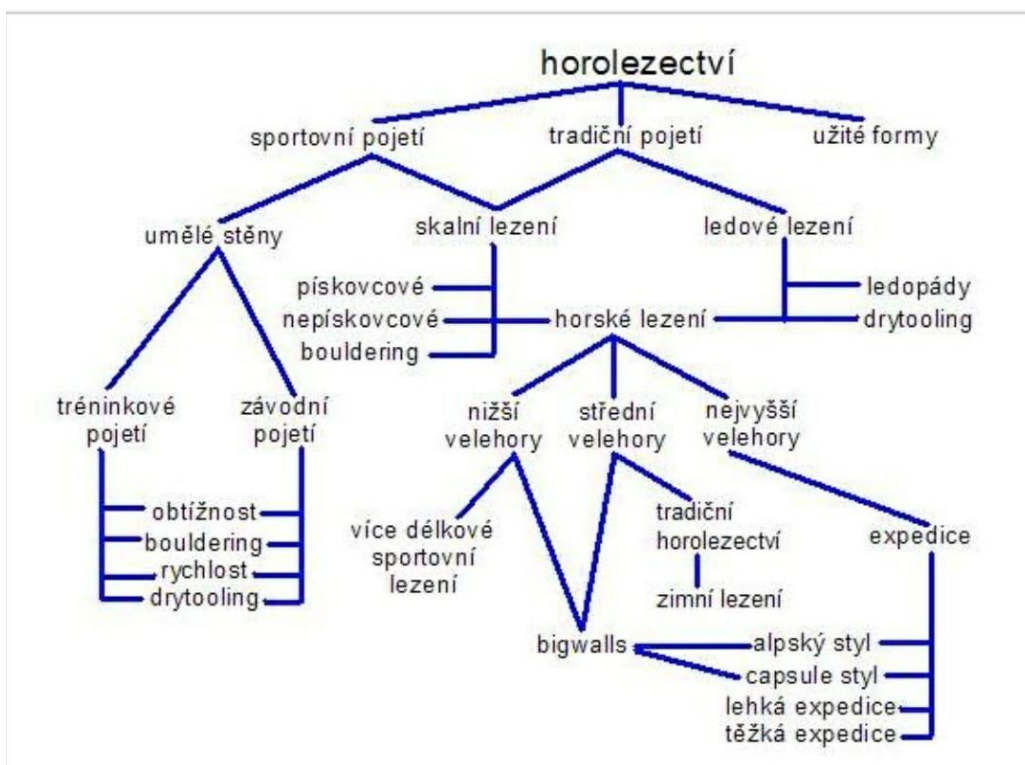 horolezectví
sportovní pojetí
tradiční pojetí
užité formy
umělé stěny
skalní lezení
ledové lezení
pískovcové
nepískovcové
bouldering
horské lezení
ledopády
drytooling
tréninkové
pojetí
závodní
pojetí
nižší
velehory
střední
velehory
nejvyšší
velehory
obtížnost
bouldering
rychlost
drytooling
více délkové
sportovní
lezení
tradiční
horolezectví
zimní lezení
expedice
bigwalls
alpský styl
capsule styl
lehká expedice
těžká expedice